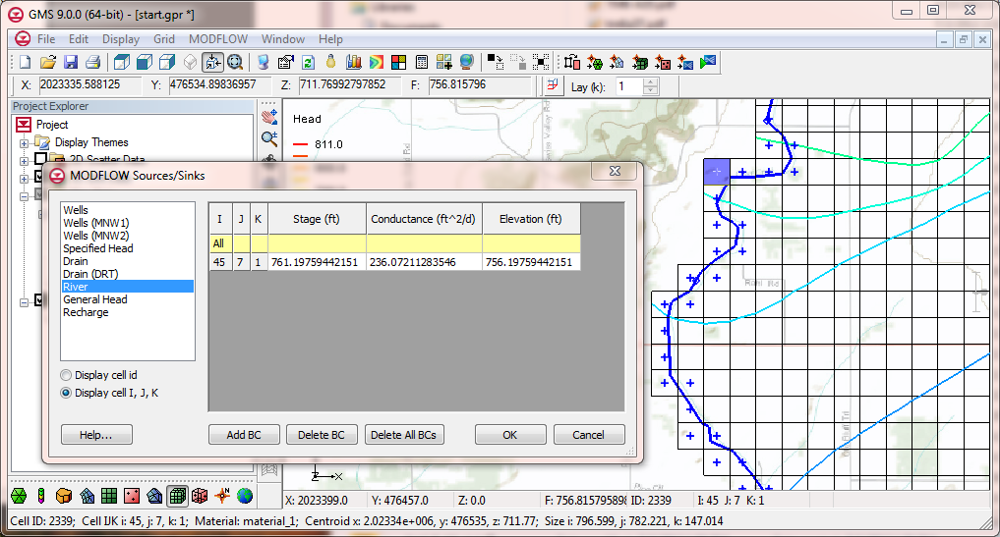 GMS 9.0.0 (64-bit) - [start.gpr *]
File Edit Display Grid MODFLOW Window Help
X: 2023335.588125 Y: 476534.89836957 Z: 711.76992797852 F: 756.815796 Lay (k): 1
Project Explorer
Project
Display Themes
2D Scatter Data
Head
811.0
MODFLOW Sources/Sinks
Wells
Wells (MNW1)
Wells (MNW2)
Specified Head
Drain
Drain (DRT)
River
General Head
Recharge
I J K Stage (ft) Conductance (ft^2/d) Elevation (ft)
All
45 7 1 761.19759442151 236.07211283546 756.19759442151
Display cell id
Display cell I, J, K
Help... Add BC Delete BC Delete All BCs OK Cancel
Z X
X: 2023399.0 Y: 476457.0 Z: 0.0 F: 756.815795898 ID: 2339 I: 45 J: 7 K: 1
Cell ID: 2339; Cell IJK i: 45, j: 7, k: 1; Material: material_1; Centroid x: 2.02334e+006, y: 476535, z: 711.77; Size i: 796.599, j: 782.221, k: 147.014